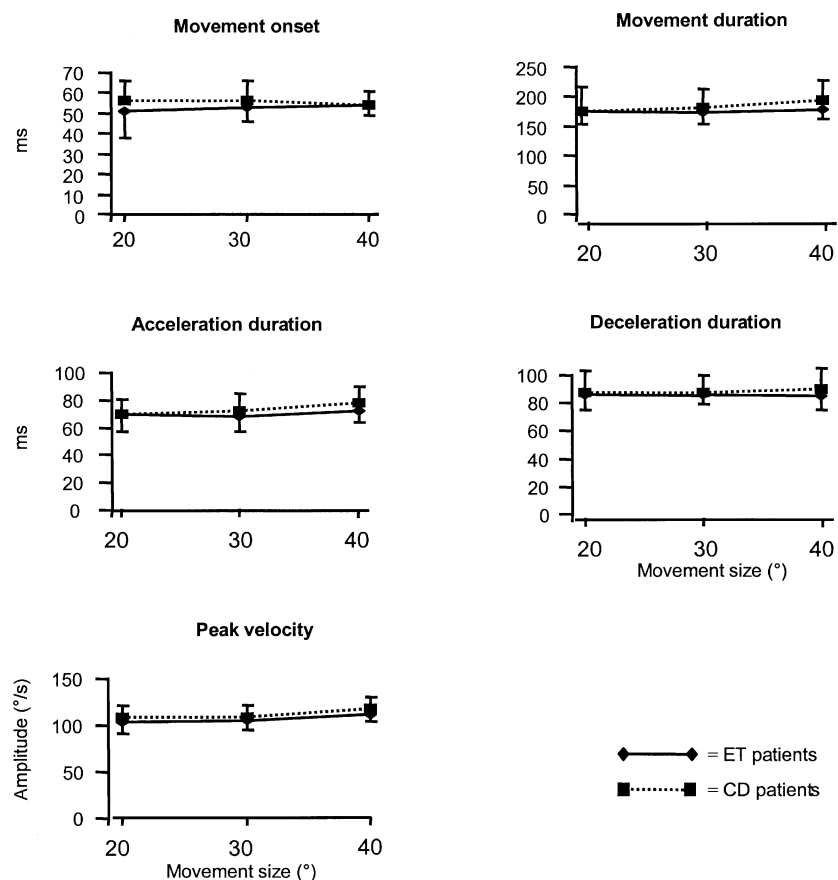 Movement onset
70
60
50
40
30
20
10
0
ms
20 30 40
Movement duration
250
200
150
100
50
0
20 30 40
Acceleration duration
100
80
60
40
20
0
ms
20 30 40
Deceleration duration
100
80
60
40
20
0
20 30 40
Movement size (°)
Peak velocity
150
100
50
0
Amplitude (°/s)
20 30 40
Movement size (°)
= ET patients
= CD patients